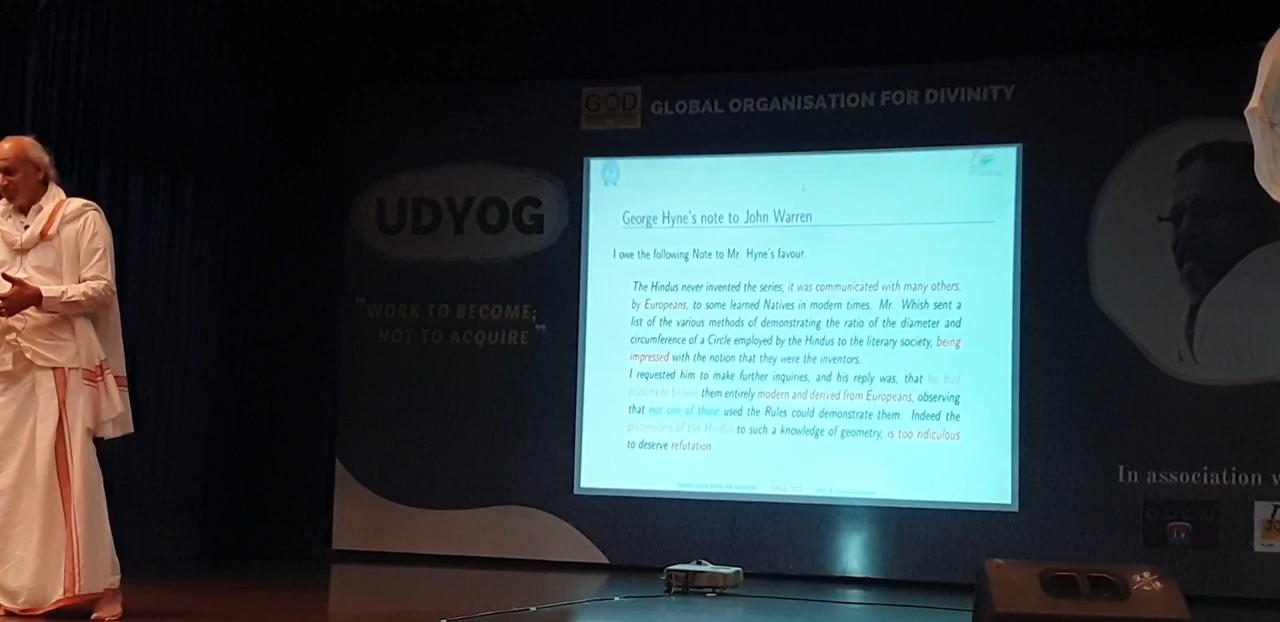 GOD GLOBAL ORGANISATION FOR DIVINITY
UDYOG
"WORK TO BECOME;
NOT TO ACQUIRE"
George Hyne's note to John Warren
I owe the following Note to Mr. Hyne's favour.
The Hindus never invented the series; it was communicated with many others,
by Europeans, to some learned Natives in modern times. Mr. Whish sent a
list of the various methods of demonstrating the ratio of the diameter and
circumference of a Circle employed by the Hindus to the literary society, being
impressed with the notion that they were the inventors.
I requested him to make further inquiries, and his reply was, that he had
reasons to believe them entirely modern and derived from Europeans, observing
that not one of those used the Rules could demonstrate them. Indeed the
pretensions of the Hindus to such a knowledge of geometry, is too ridiculous
to deserve refutation
In association
TV